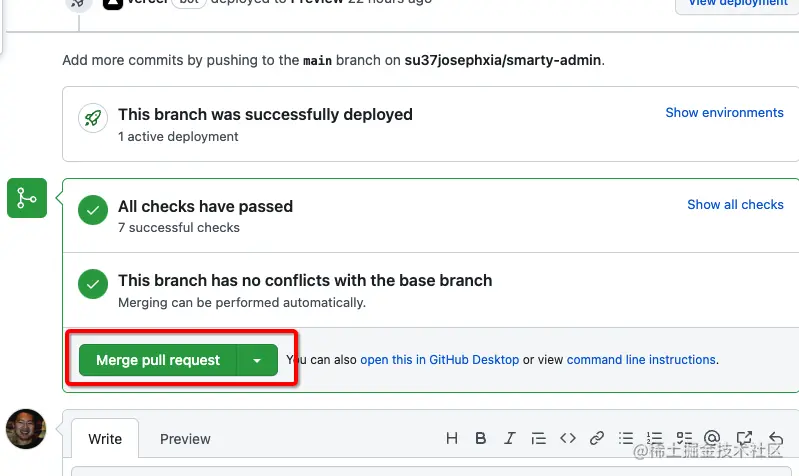 vercel bot deployed to Preview 22 hours ago
View deployment
Add more commits by pushing to the main branch on su37josephxia/smarty-admin.
This branch was successfully deployed
Show environments
1 active deployment
All checks have passed
Show all checks
7 successful checks
This branch has no conflicts with the base branch
Merging can be performed automatically.
Merge pull request
You can also open this in GitHub Desktop or view command line instructions.
Write Preview
@稀土掘金技术社区